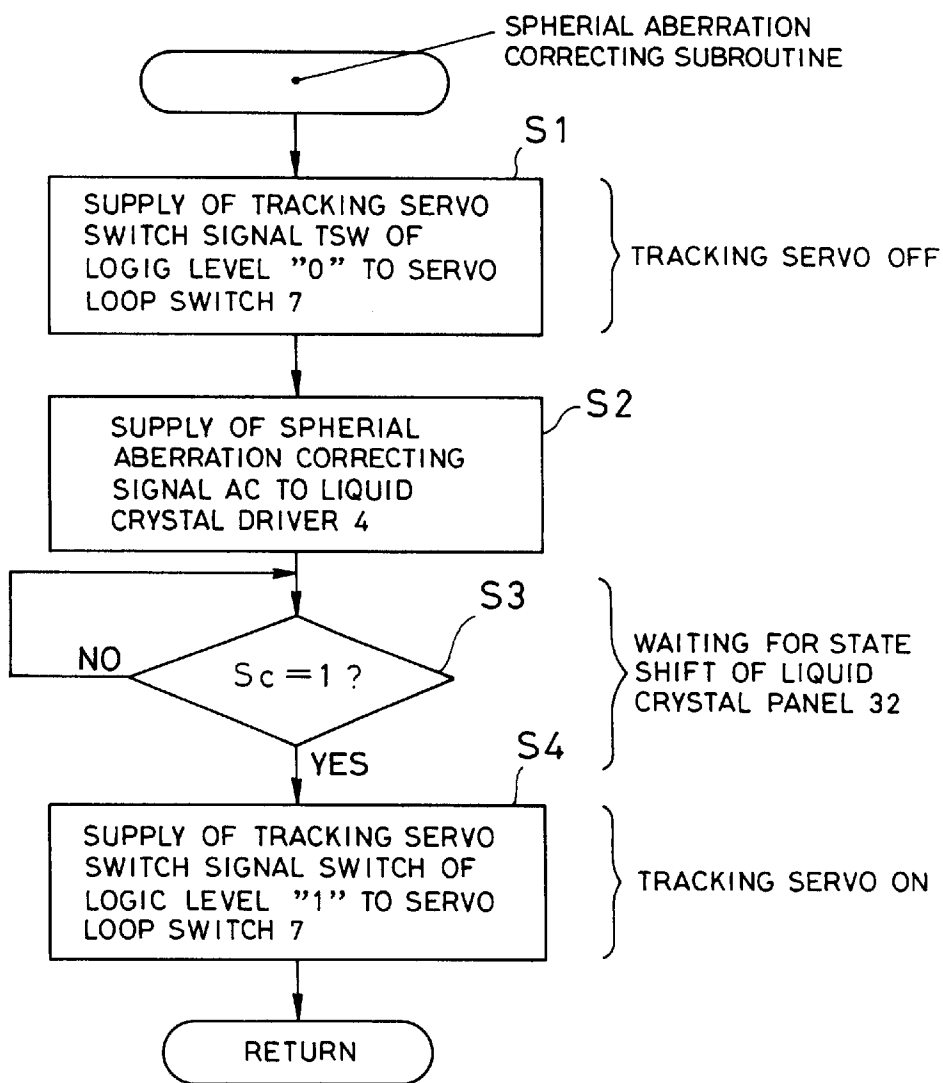 SPHERIAL ABERRATION
CORRECTING SUBROUTINE
S1
SUPPLY OF TRACKING SERVO
SWITCH SIGNAL TSW OF
LOGIG LEVEL "0" TO SERVO
LOOP SWITCH 7
TRACKING SERVO OFF
S2
SUPPLY OF SPHERIAL
ABERRATION CORRECTING
SIGNAL AC TO LIQUID
CRYSTAL DRIVER 4
S3
NO
Sc = 1 ?
WAITING FOR STATE
SHIFT OF LIQUID
CRYSTAL PANEL 32
YES
S4
SUPPLY OF TRACKING SERVO
SWITCH SIGNAL SWITCH OF
LOGIC LEVEL "1" TO SERVO
LOOP SWITCH 7
TRACKING SERVO ON
RETURN